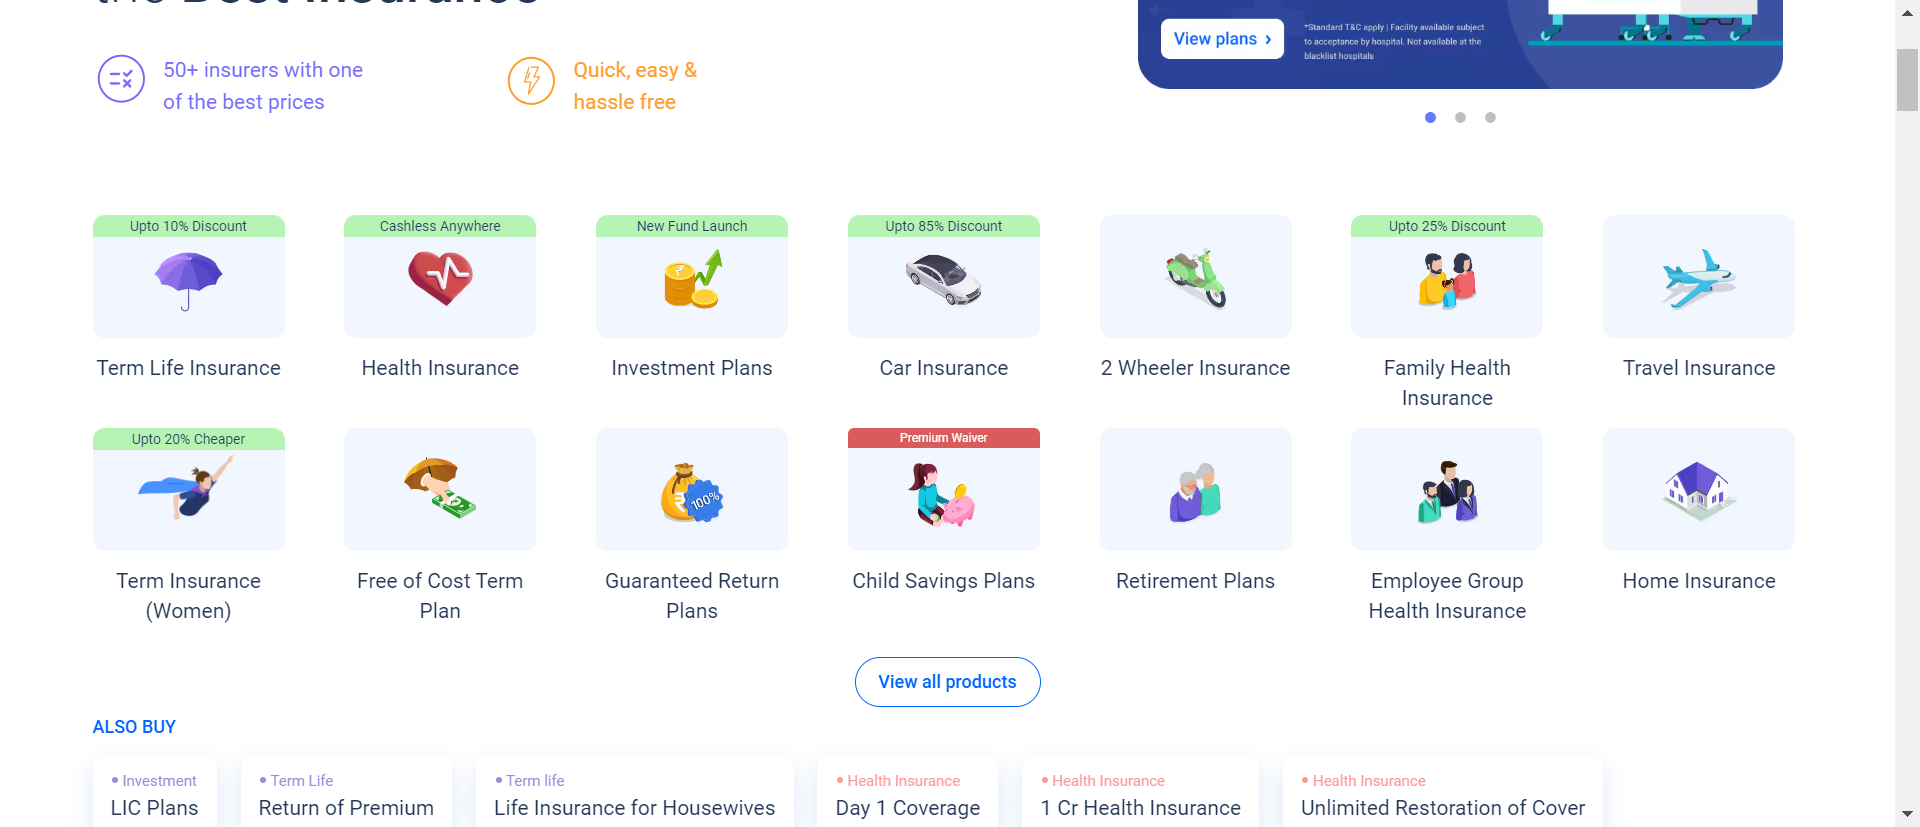 the Best Insurance
View plans
*Standard T&C apply | Facility available subject
to acceptance by hospital. Not available at the
blacklist hospitals
50+ insurers with one
of the best prices
Quick, easy &
hassle free
Upto 10% Discount
Cashless Anywhere
New Fund Launch
Upto 85% Discount
Upto 25% Discount
Term Life Insurance
Health Insurance
Investment Plans
Car Insurance
2 Wheeler Insurance
Family Health
Insurance
Travel Insurance
Upto 20% Cheaper
Premium Waiver
₹
100%
Term Insurance
(Women)
Free of Cost Term
Plan
Guaranteed Return
Plans
Child Savings Plans
Retirement Plans
Employee Group
Health Insurance
Home Insurance
View all products
ALSO BUY
Investment
LIC Plans
Term Life
Return of Premium
Term life
Life Insurance for Housewives
Health Insurance
Day 1 Coverage
Health Insurance
1 Cr Health Insurance
Health Insurance
Unlimited Restoration of Cover